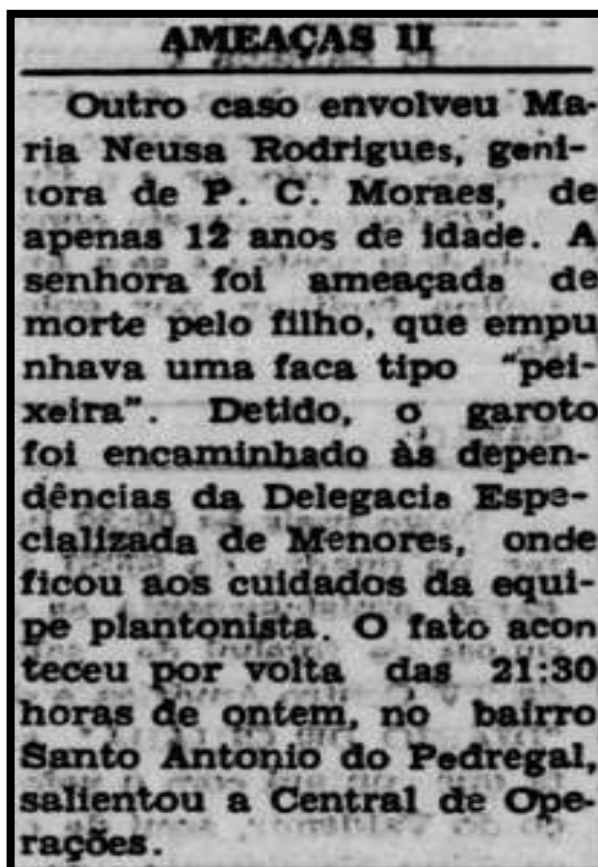 AMEAÇAS II
Outro caso envolveu Ma-
ria Neusa Rodrigues, geni-
tora de P. C. Moraes, de
apenas 12 anos de idade. A
senhora foi ameaçada de
morte pelo filho, que empu
nhava uma faca tipo "pei-
xeira". Detido, o garoto
foi encaminhado às depen-
dências da Delegacia Espe-
cializada de Menores, onde
ficou aos cuidados da equi-
pe plantonista. O fato acon
teceu por volta das 21:30
horas de ontem, no bairro
Santo Antonio do Pedregal,
salientou a Central de Ope-
rações.